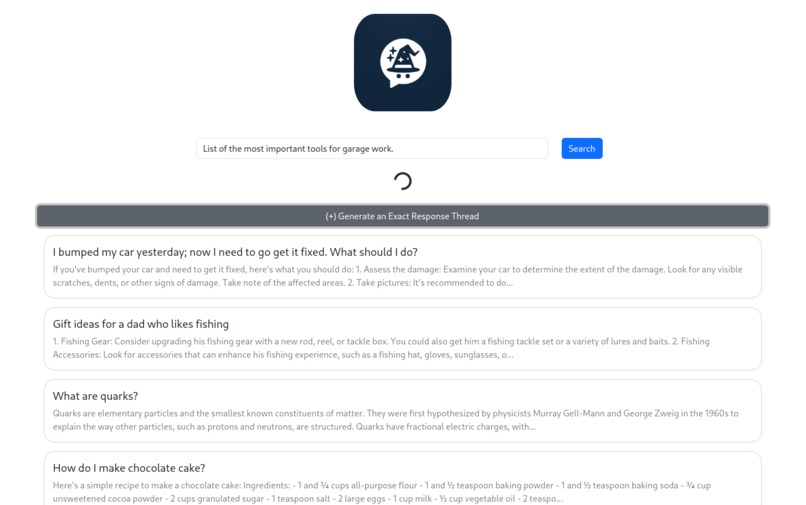 List of the most important tools for garage work.
Search
(+) Generate an Exact Response Thread
I bumped my car yesterday; now I need to go get it fixed. What should I do?
If you've bumped your car and need to get it fixed, here's what you should do: 1. Assess the damage: Examine your car to determine the extent of the damage. Look for any visible
scratches, dents, or other signs of damage. Take note of the affected areas. 2. Take pictures: It's recommended to do...
Gift ideas for a dad who likes fishing
1. Fishing Gear: Consider upgrading his fishing gear with a new rod, reel, or tackle box. You could also get him a fishing tackle set or a variety of lures and baits. 2. Fishing
Accessories: Look for accessories that can enhance his fishing experience, such as a fishing hat, gloves, sunglasses, o...
What are quarks?
Quarks are elementary particles and the smallest known constituents of matter. They were first hypothesized by physicists Murray Gell-Mann and George Zweig in the 1960s to
explain the way other particles, such as protons and neutrons, are structured. Quarks have fractional electric charges, with...
How do I make chocolate cake?
Here's a simple recipe to make a chocolate cake: Ingredients: - 1 and ¾ cups all-purpose flour - 1 and ½ teaspoon baking powder - 1 and ½ teaspoon baking soda - ¾ cup
unsweetened cocoa powder - 2 cups granulated sugar - 1 teaspoon salt - 2 large eggs - 1 cup milk - ½ cup vegetable oil - 2 teaspo...